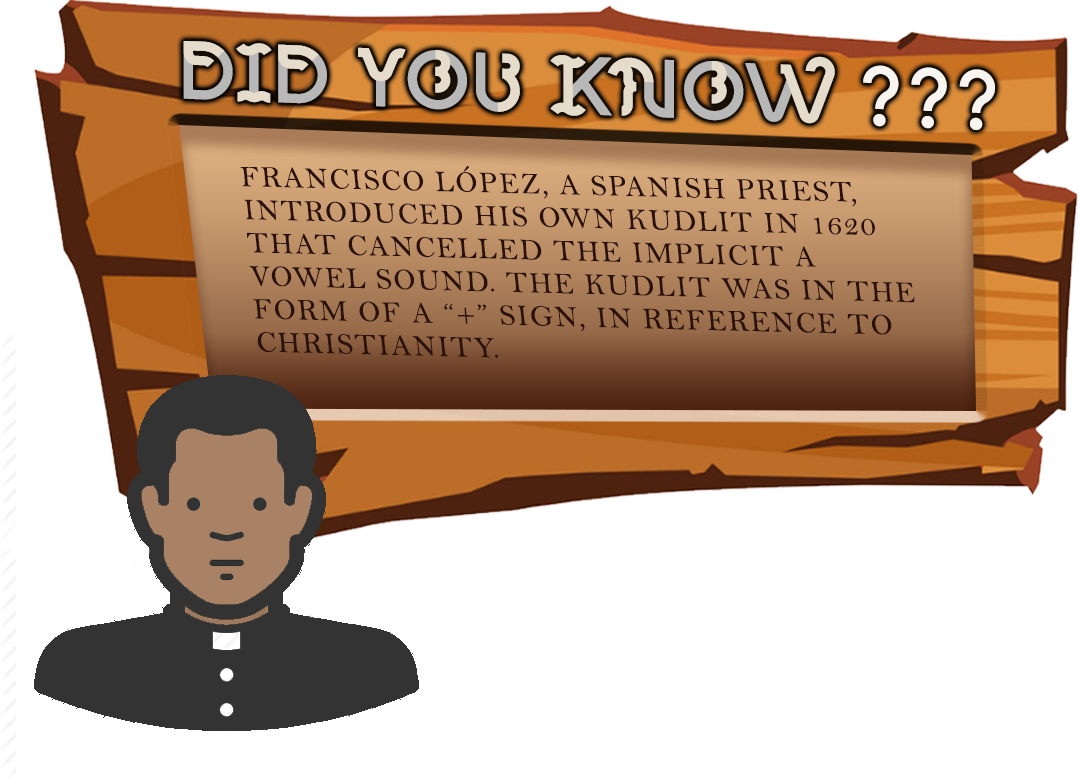 DID YOU KNOW ???
FRANCISCO LÓPEZ, A SPANISH PRIEST,
INTRODUCED HIS OWN KUDLIT IN 1620
THAT CANCELLED THE IMPLICIT A
VOWEL SOUND. THE KUDLIT WAS IN THE
FORM OF A “+” SIGN, IN REFERENCE TO
CHRISTIANITY.